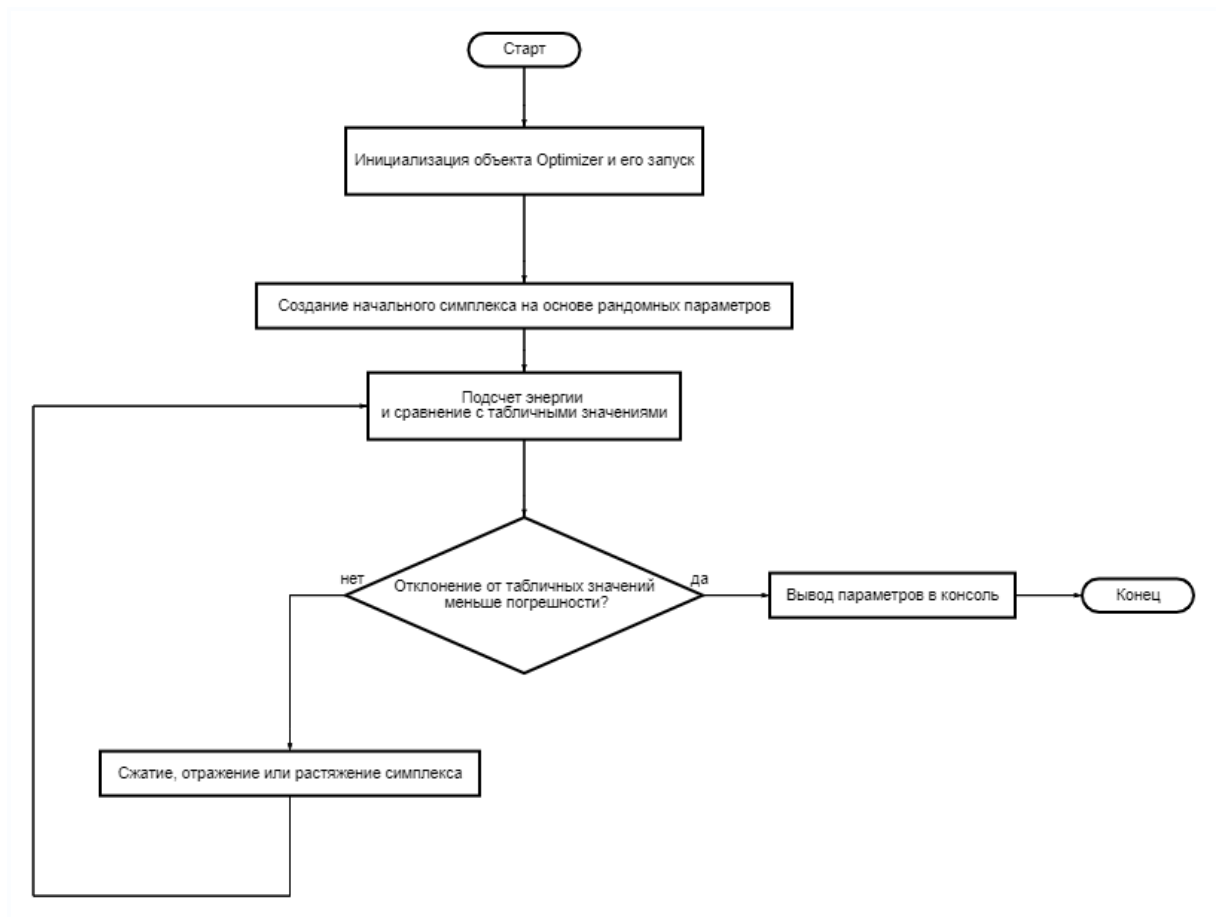 Старт
Инициализация объекта Optimizer и его запуск
Создание начального симплекса на основе рандомных параметров
Подсчет энергии
и сравнение с табличными значениями
нет
Отклонение от табличных значений
меньше погрешности?
да
Вывод параметров в консоль
Конец
Сжатие, отражение или растяжение симплекса